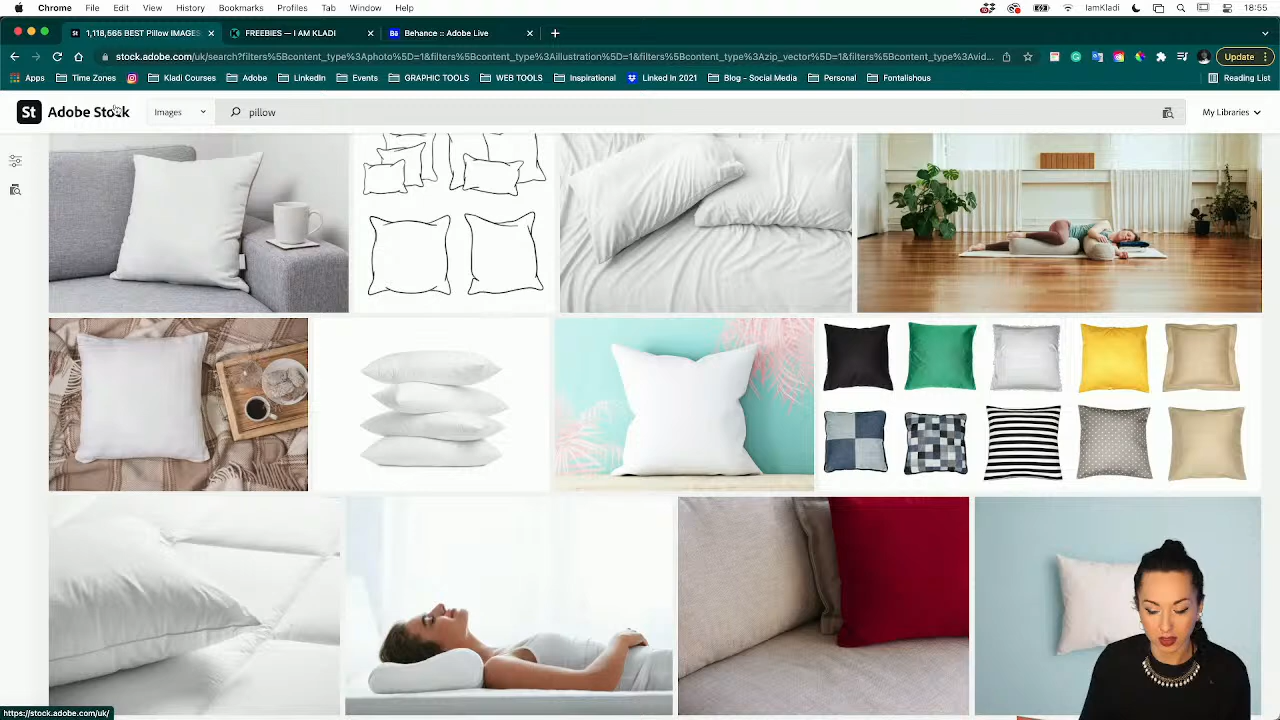 Chrome File Edit View History Bookmarks Profiles Tab Window Help IamKladi 18:55
St 1,118,566 BEST Pillow IMAGES FREEBIES — I AM KLADI Bē Behance :: Adobe Live
stock.adobe.com/uk/search?filters%5Bcontent_type%3Aphoto%5D=1&filters%5Bcontent_type%3Aillustration%5D=1&filters%5Bcontent_type%3Azip_vector%5D=1&filters%5Bcontent_type%3Avid... Update
Apps Time Zones Kladi Courses Adobe LinkedIn Events GRAPHIC TOOLS WEB TOOLS Inspirational Linked In 2021 Blog - Social Media Personal Fontalishous Reading List
St Adobe Stock Images pillow My Libraries
https://stock.adobe.com/uk/